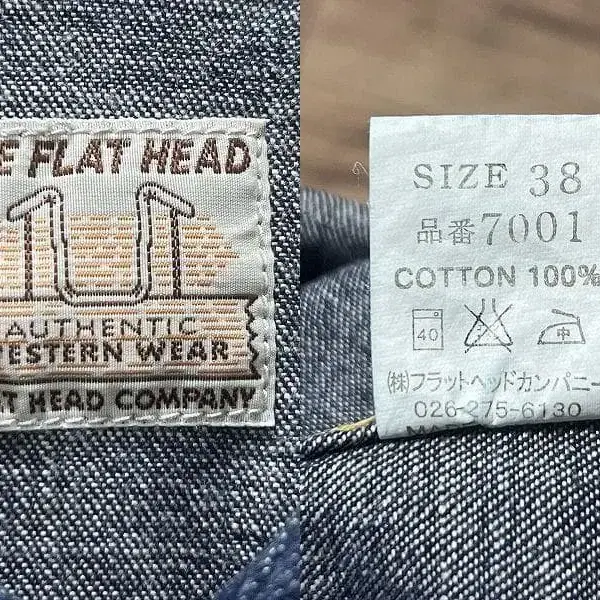 E FLAT HEAD
AUTHENTIC
WESTERN WEAR
AT HEAD COMPANY
SIZE 38
品番7001
COTTON 100%
40
中
(株)フラットヘッドカンパニー
026-275-6130